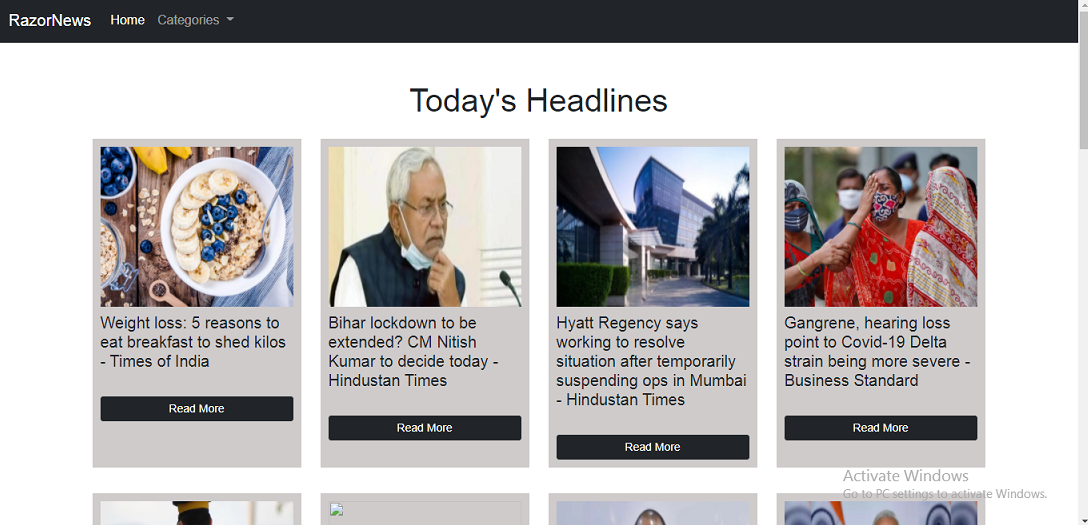 RazorNews Home Categories
Today's Headlines
Weight loss: 5 reasons to
eat breakfast to shed kilos
- Times of India
Read More
Bihar lockdown to be
extended? CM Nitish
Kumar to decide today -
Hindustan Times
Read More
Hyatt Regency says
working to resolve
situation after temporarily
suspending ops in Mumbai
- Hindustan Times
Read More
Gangrene, hearing loss
point to Covid-19 Delta
strain being more severe -
Business Standard
Read More
Activate Windows
Go to PC settings to activate Windows.